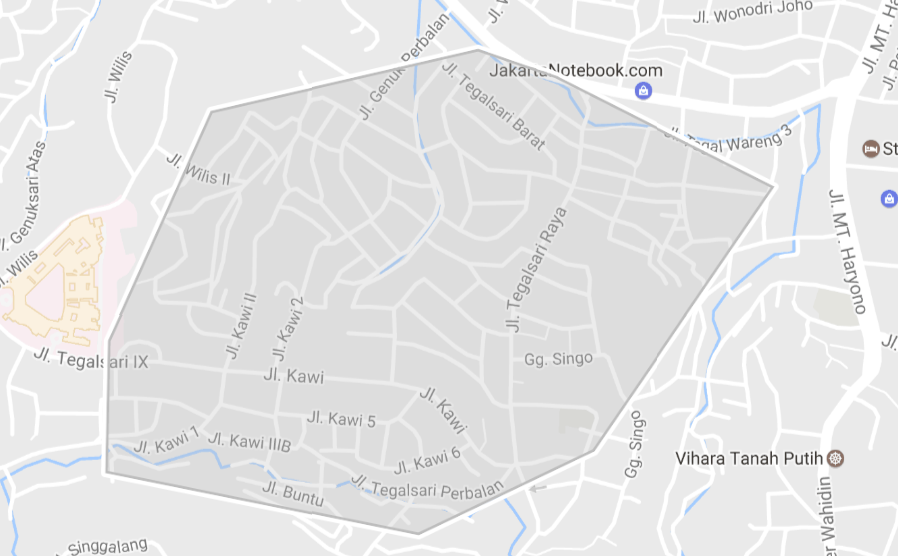 Jl. Wonodri Joho
Jl. MT. Ha
Jl. Wilis
Jl. Genuk Perbalan
JakartaNotebook.com
Jl. Tegalsari Barat
Jl. Tegal Wareng 3
St
Jl. Wilis II
Jl. Genuksari Atas
Jl. MT. Haryono
Jl. Wilis
Jl. Tegalsari Raya
Jl. Kawi II
Jl. Kawi 2
Jl. Tegalsari IX
Gg. Singo
Jl. Kawi
Jl. Kawi
Jl. Kawi 5
Gg. Singo
Jl. Kawi 1
Jl. Kawi IIIB
Jl. Kawi 6
Vihara Tanah Putih
Jl. Buntu
Jl. Tegalsari Perbalan
er Wahidin
Singgalang